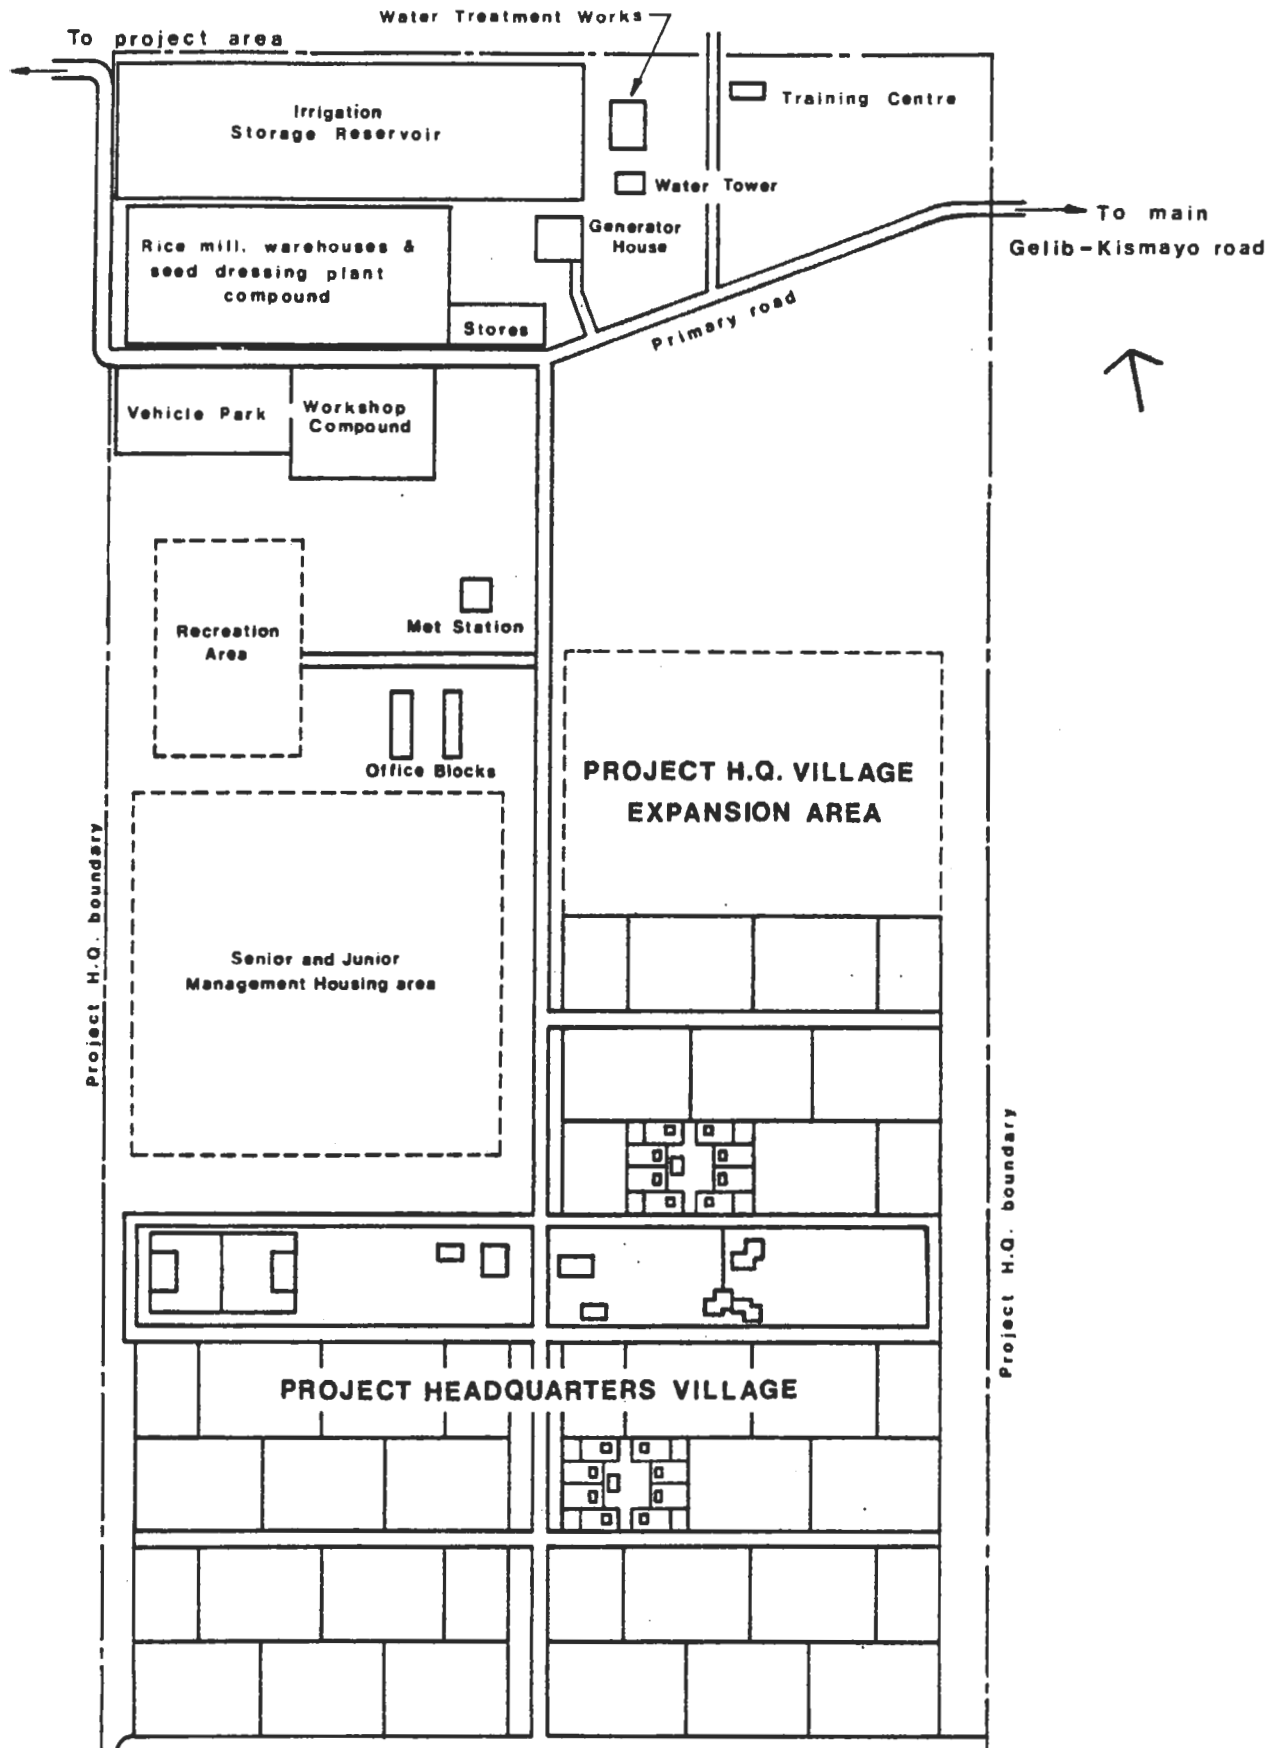 Water Treatment Works
To project area
Training Centre
Irrigation
Storage Reservoir
Water Tower
To main
Gelib-Kismayo road
Generator
House
Rice mill, warehouses &
seed dressing plant
compound
Stores
Primary road
Vehicle Park
Workshop
Compound
Recreation
Area
Met Station
Office Blocks
PROJECT H.Q. VILLAGE
EXPANSION AREA
Project H.Q. boundary
Senior and Junior
Management Housing area
Project H.Q. boundary
PROJECT HEADQUARTERS VILLAGE